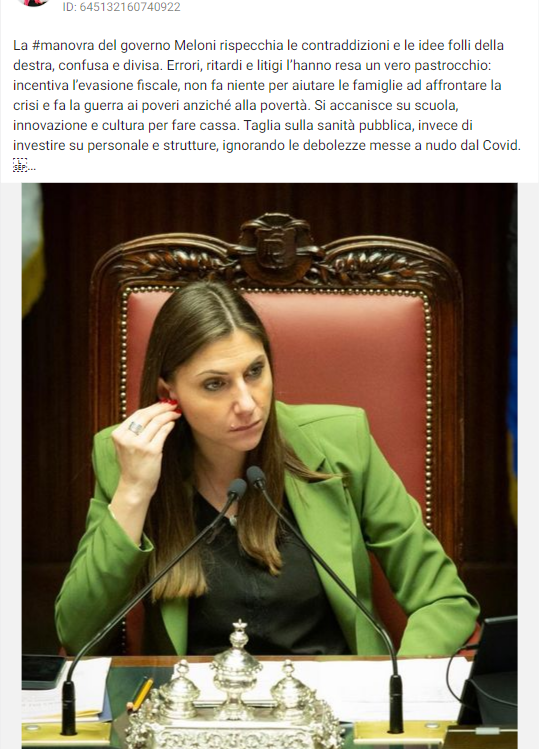 ID: 645132160740922
La #manovra del governo Meloni rispecchia le contraddizioni e le idee folli della
destra, confusa e divisa. Errori, ritardi e litigi l'hanno resa un vero pastrocchio:
incentiva l'evasione fiscale, non fa niente per aiutare le famiglie ad affrontare la
crisi e fa la guerra ai poveri anziché alla povertà. Si accanisce su scuola,
innovazione e cultura per fare cassa. Taglia sulla sanità pubblica, invece di
investire su personale e strutture, ignorando le debolezze messe a nudo dal Covid.
...